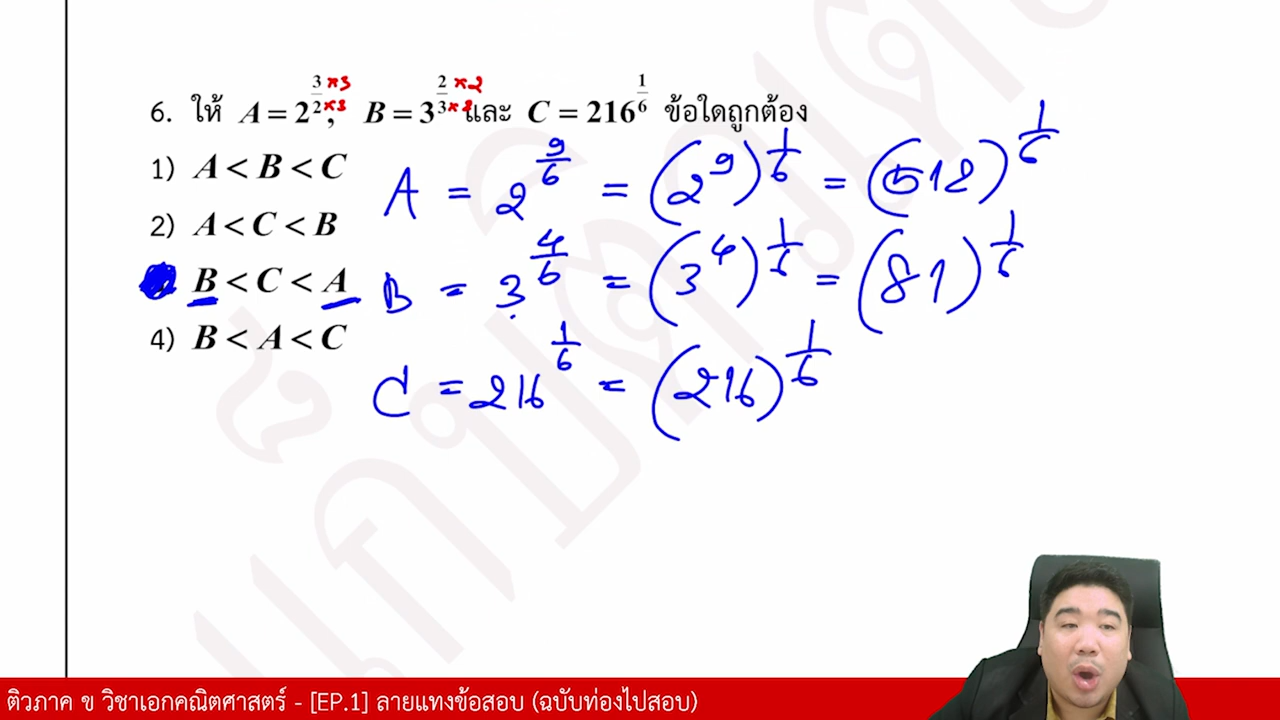 6. ให้ A = 2^(3/2), B = 3^(2/3) และ C = 216^(1/6) ข้อใดถูกต้อง
×3 ×2
×3 ×2
1) A < B < C
2) A < C < B
B < C < A
4) B < A < C
A = 2^(9/6) = (2^9)^(1/6) = (518)^(1/6)
B = 3^(4/6) = (3^4)^(1/6) = (81)^(1/6)
C = 216^(1/6) = (216)^(1/6)
ติวภาค ข วิชาเอกคณิตศาสตร์ - [EP.1] ลายแทงข้อสอบ (ฉบับท่องไปสอบ)